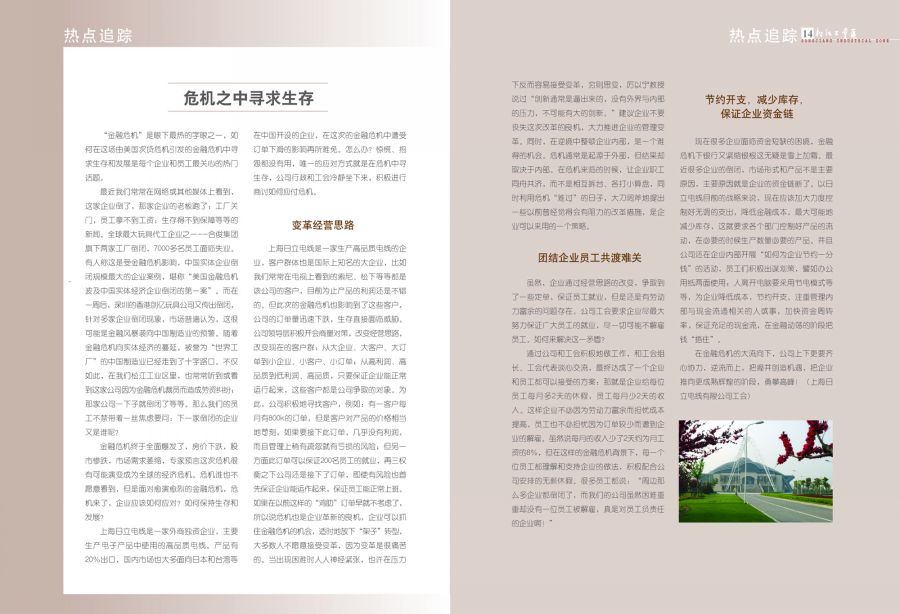 热点追踪
危机之中寻求生存
“金融危机”是眼下最热的字眼之一，如
何在这场由美国次贷危机引发的金融危机中寻
求生存和发展是每个企业和员工最关心的热门
话题。
最近我们常常在网络或其他媒体上看到，
这家企业倒了，那家企业的老板跑了；工厂关
门，员工拿不到工资；生存得不到保障等等的
新闻。全球最大玩具代工企业之一---合俊集团
旗下两家工厂倒闭，7000多名员工面临失业。
有人称这是受金融危机影响，中国实体企业倒
闭规模最大的企业案例，堪称“美国金融危机
波及中国实体经济企业倒闭的第一案”。而在
一周后，深圳的香港创亿玩具公司又传出倒闭，
针对多家企业倒闭现象，市场普遍认为，这很
可能是金融风暴袭向中国制造业的预警。随着
金融危机向实体经济的蔓延，被誉为“世界工
厂”的中国制造业已经走到了十字路口。不仅
如此，在我们松江工业区里，也常常听到或看
到这家公司因为金融危机裁员而造成劳资纠纷；
那家公司一下子就倒闭了等等。那么我们的员
工不禁带着一丝焦虑要问：下一家倒闭的企业
又是谁呢？
金融危机终于全面爆发了，房价下跌，股
市惨跌，市场需求萎缩，专家预言这次危机很
有可能演变成为全球的经济危机。危机谁也不
愿意看到，但是面对愈演愈烈的金融危机，危
机来了，企业应该如何应对？如何保持生存和
发展？
上海日立电线是一家外商独资企业，主要
生产电子产品中使用的高品质电线。产品有
20%出口，国内市场也大多面向日本和台湾等
在中国开设的企业，在这次的金融危机中遭受
订单下滑的影响再所难免。怎么办？惊慌、抱
怨都没有用，唯一的应对方式就是在危机中寻
生存，公司行政和工会冷静坐下来，积极进行
商讨如何应付危机。
变革经营思路
上海日立电线是一家生产高品质电线的企
业，客户群体也是国际上知名的大企业，比如
我们常常在电视上看到的索尼、松下等等都是
该公司的客户，目前为止产品的利润还是不错
的。但此次的金融危机也影响到了这些客户，
公司的订单量迅速下跌，生存直接面临威胁。
公司领导层积极开会商量对策，改变经营思路，
改变现在的客户群：从大企业、大客户、大订
单到小企业、小客户、小订单；从高利润、高
品质到低利润、高品质，只要保证企业能正常
运行起来，这些客户都是公司争取的对象。为
此，公司积极地寻找客户，例如：有一客户每
月有800k的订单，但是客户对产品的价格相当
地苛刻，如果要接下此订单，几乎没有利润，
而且管理上稍有疏忽就有亏损的风险，但另一
方面此订单可以保证200名员工的就业，再三权
衡之下公司还是接下了订单，即使有风险也首
先保证企业能运作起来，保证员工能正常上班。
如果在以前这样的“鸡肋”订单早就不考虑了。
所以说危机也是企业革新的良机，企业可以抓
住金融危机的机会，适时地放下“架子”转型。
大多数人不愿意接受变革，因为变革是很痛苦
的。当出现困难时人人神经紧张，也许在压力
热点追踪
14
松江工业区
SONGJIANG INDUSTRIAL ZONE
下反而容易接受变革，穷则思变，厉以宁教授
说过“创新通常是逼出来的，没有外界与内部
的压力，不可能有大的创新。”建议企业不要
丧失这次改革的良机，大力推进企业的管理变
革。同时，在逆境中整顿企业内部，是一个难
得的机会。危机通常是起源于外部，但结果却
取决于内部。在危机来临的时候，让企业职工
同舟共济，而不是相互拆台、各打小算盘，同
时利用危机“难过”的日子，大刀阔斧地提出
一些以前曾经觉得会有阻力的改革措施，是企
业可以采用的一个策略。
团结企业员工共渡难关
虽然，企业通过经营思路的改变，争取到
了一些定单，保证员工就业，但是还是有劳动
力富余的问题存在。公司工会要求企业尽最大
努力保证广大员工的就业，尽一切可能不解雇
员工。如何来解决这一矛盾？
通过公司和工会积极地做工作，和工会组
长、工会代表谈心交流，最终达成了一个企业
和员工都可以接受的方案；那就是企业给每位
员工每月多2天的休假，员工每月少2天的收
入。这样企业不必因为劳动力富余而担忧成本
提高，员工也不必担忧因为订单较少而遭到企
业的解雇。虽然说每月的收入少了2天约为月工
资的8%，但在这样的金融危机背景下，每一个
位员工都理解和支持企业的做法，积极配合公
司安排的无薪休假。很多员工都说：“周边那
么多企业都倒闭了，而我们的公司虽然困难重
重却没有一位员工被解雇，真是对员工负责任
的企业啊！”
节约开支，减少库存，
保证企业资金链
现在很多企业面临资金短缺的困境，金融
危机下银行又紧缩银根这无疑是雪上加霜。最
近很多企业的倒闭，市场形式和产品不是主要
原因，主要原因就是企业的资金链断了。以日
立电线目前的战略来说，现在应该加大力度控
制好无谓的支出，降低金融成本，最大可能地
减少库存，这就要求各个部门控制好产品的流
动，在必要的时候生产数量必要的产品，并且
公司还在企业内部开展“如何为企业节约一分
钱”的活动，员工们积极出谋划策，譬如办公
用纸两面使用；人离开电脑要采用节电模式等
等，为企业降低成本，节约开支，注重管理内
部与现金流通相关的人或事，加快资金周转
率，保证充足的现金流，在金融动荡的阶段把
钱“捂住”。
在金融危机的大流向下，公司上下更要齐
心协力，逆流而上，把握并创造机遇，把企业
推向更成熟辉煌的阶段，勇攀高峰！（上海日
立电线有限公司工会）